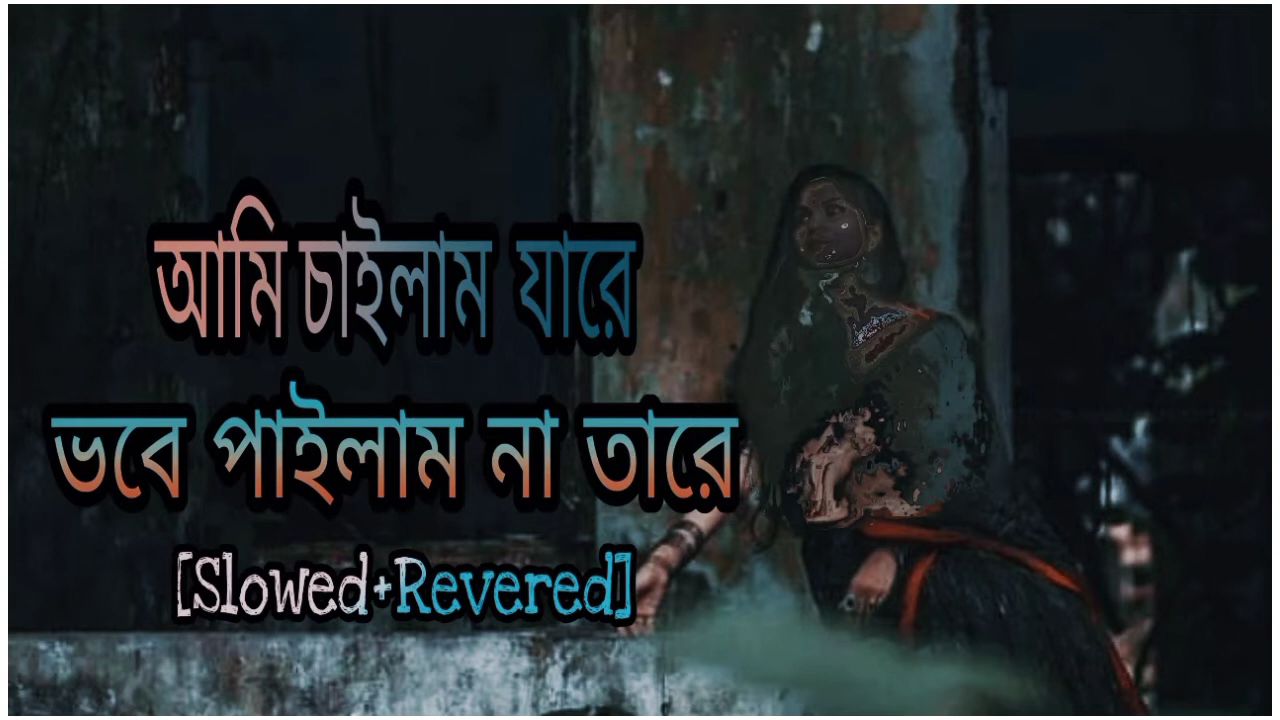 আমি চাইলাম যারে
ভবে পাইলাম না তারে
[Slowed+Revered]